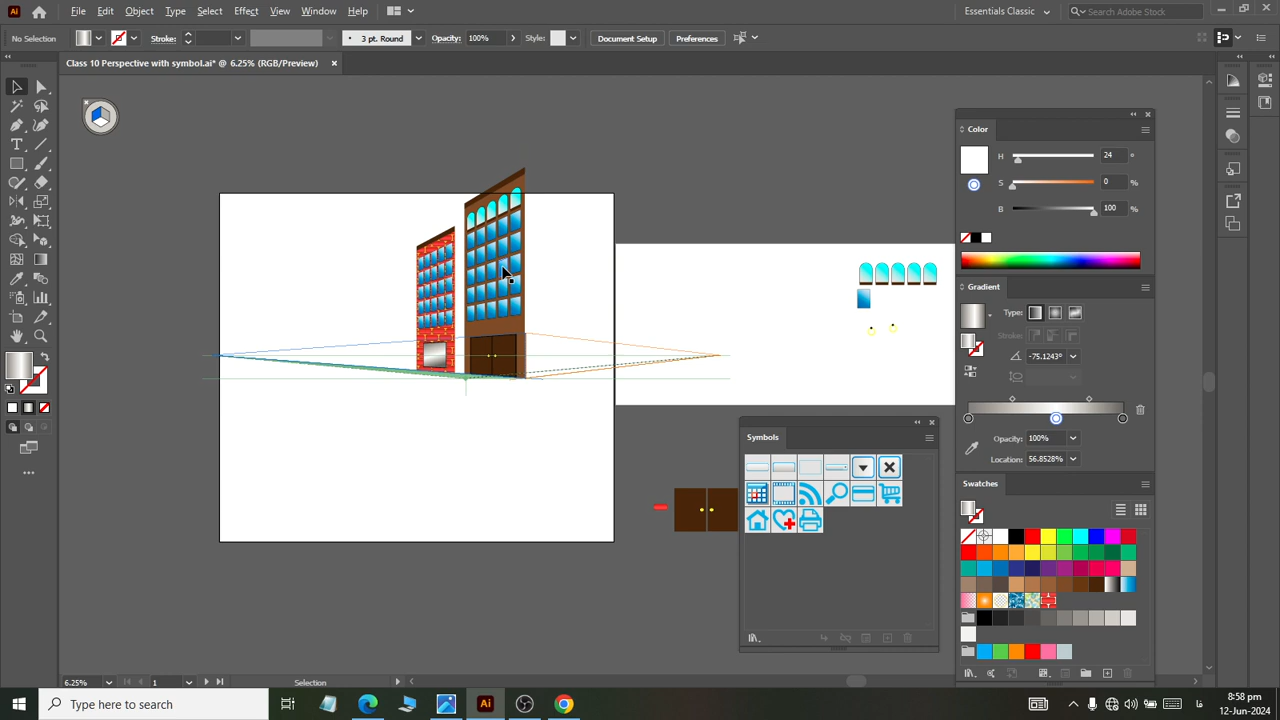 Ai File Edit Object Type Select Effect View Window Help Essentials Classic Search Adobe Stock
No Selection Stroke: 3 pt. Round Opacity: 100% Style: Document Setup Preferences
Class 10 Perspective with symbol.ai* @ 6.25% (RGB/Preview)
Color
H 24 °
S 0 %
B 100 %
Gradient
Type:
Stroke:
-75.1243°
Opacity: 100%
Location: 56.8528%
Symbols
Swatches
6.25% 1 Selection
Type here to search Ai 8:58 pm
12-Jun-2024